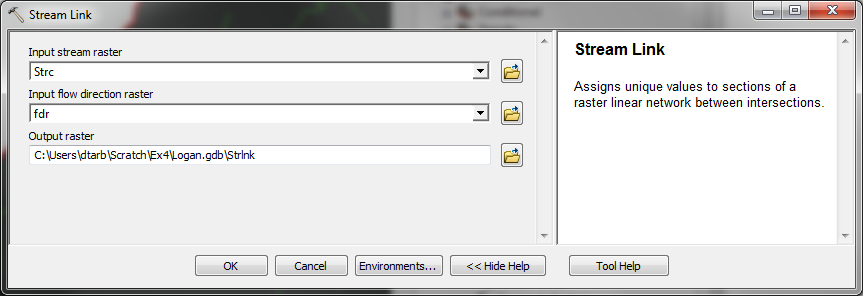 Stream Link
Input stream raster
Strc
Input flow direction raster
fdr
Output raster
C:\Users\dtarb\Scratch\Ex4\Logan.gdb\Strlnk
Stream Link
Assigns unique values to sections of a
raster linear network between intersections.
OK
Cancel
Environments...
<< Hide Help
Tool Help